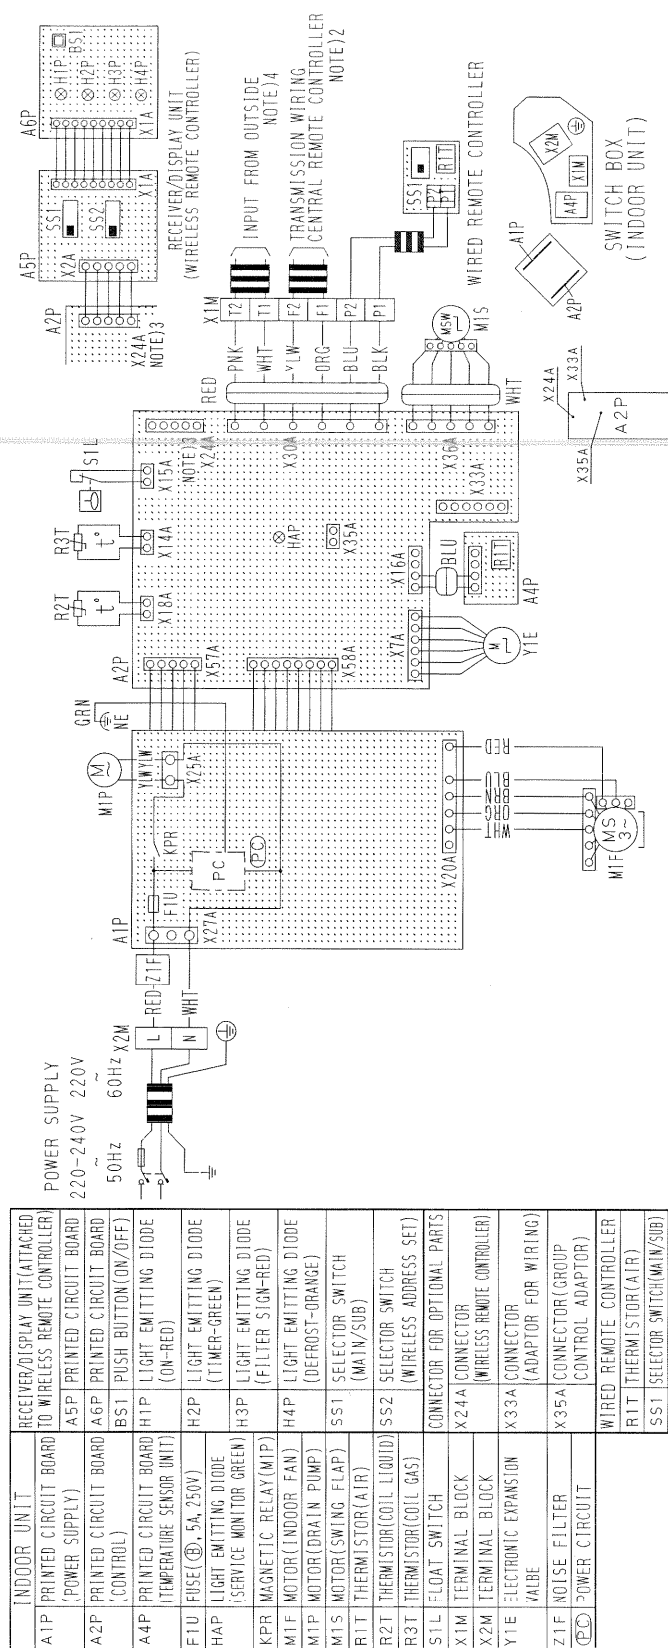 INDOOR UNIT
A1P PRINTED CIRCUIT BOARD
(POWER SUPPLY)
A2P PRINTED CIRCUIT BOARD
(CONTROL)
A4P PRINTED CIRCUIT BOARD
(TEMPERATURE SENSOR UNIT)
F1U FUSE(Ⓑ, 5A, 250V)
HAP LIGHT EMITTING DIODE
(SERVICE MONITOR GREEN)
KPR MAGNETIC RELAY(M1P)
M1F MOTOR(INDOOR FAN)
M1P MOTOR(DRAIN PUMP)
M1S MOTOR(SWING FLAP)
R1T THERMISTOR(AIR)
R2T THERMISTOR(COIL LIQUID)
R3T THERMISTOR(COIL GAS)
S1L FLOAT SWITCH
X1M TERMINAL BLOCK
X2M TERMINAL BLOCK
Y1E ELECTRONIC EXPANSION
VALBE
Z1F NOISE FILTER
PC POWER CIRCUIT
RECEIVER/DISPLAY UNIT(ATTACHED
TO WIRELESS REMOTE CONTROLLER)
A5P PRINTED CIRCUIT BOARD
A6P PRINTED CIRCUIT BOARD
BS1 PUSH BUTTON(ON/OFF)
H1P LIGHT EMITTING DIODE
(ON-RED)
H2P LIGHT EMITTING DIODE
(TIMER-GREEN)
H3P LIGHT EMITTING DIODE
(FILTER SIGN-RED)
H4P LIGHT EMITTING DIODE
(DEFROST-ORANGE)
SS1 SELECTOR SWITCH
(MAIN/SUB)
SS2 SELECTOR SWITCH
(WIRELESS ADDRESS SET)
CONNECTOR FOR OPTIONAL PARTS
X24A CONNECTOR
(WIRELESS REMOTE CONTROLLER)
X33A CONNECTOR
(ADAPTOR FOR WIRING)
X35A CONNECTOR(GROUP
CONTROL ADAPTOR)
WIRED REMOTE CONTROLLER
R1T THERMISTOR(AIR)
SS1 SELECTOR SWITCH(MAIN/SUB)
POWER SUPPLY
220-240V 220V
~ ~
50Hz 60Hz
X2M
L
N
RED
WHT
Z1F
A1P
X27A
F1U
KPR
PC
PC
M1P
M
~
YLW
YLW
X25A
GRN
NE
X20A
WHT
ORG
BRN
BLU
RED
M1F
MS
3~
A2P
X57A
X58A
R2T
t°
X18A
R3T
t°
X14A
S1L
X15A
NOTE)3
X24A
HAP
X35A
X7A
M
Y1E
X16A
BLU
A4P
R1T
X30A
X36A
X33A
RED
WHT
PNK
WHT
YLW
ORG
BLU
BLK
X1M
T2
T1
F2
F1
P2
P1
MSW
M1S
INPUT FROM OUTSIDE
NOTE)4
TRANSMISSION WIRING
CENTRAL REMOTE CONTROLLER
NOTE)2
SS1
P2
P1
R1T
WIRED REMOTE CONTROLLER
A2P
X24A
NOTE)3
A5P
X2A
SS1
SS2
X1A
A6P
X1A
BS1
H1P
H2P
H3P
H4P
RECEIVER/DISPLAY UNIT
(WIRELESS REMOTE CONTROLLER)
A1P
A2P
A4P
X1M
X2M
SWITCH BOX
(INDOOR UNIT)
X24A
X33A
X35A
A2P